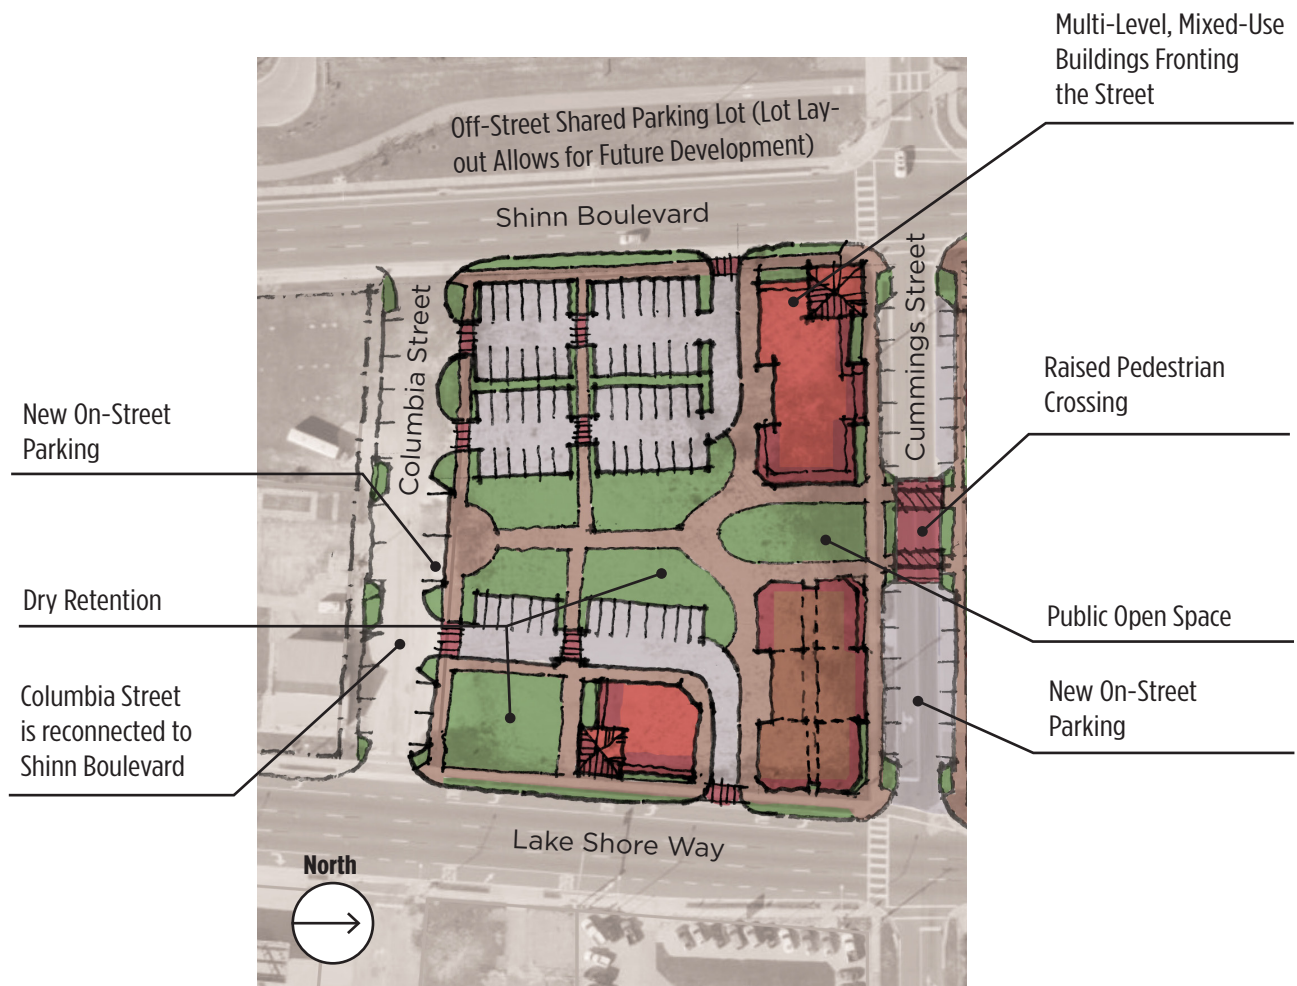 Multi-Level, Mixed-Use
Buildings Fronting
the Street
Off-Street Shared Parking Lot (Lot Lay-
out Allows for Future Development)
Shinn Boulevard
Columbia Street
Cummings Street
Raised Pedestrian
Crossing
New On-Street
Parking
Dry Retention
Public Open Space
Columbia Street
is reconnected to
Shinn Boulevard
New On-Street
Parking
Lake Shore Way
North